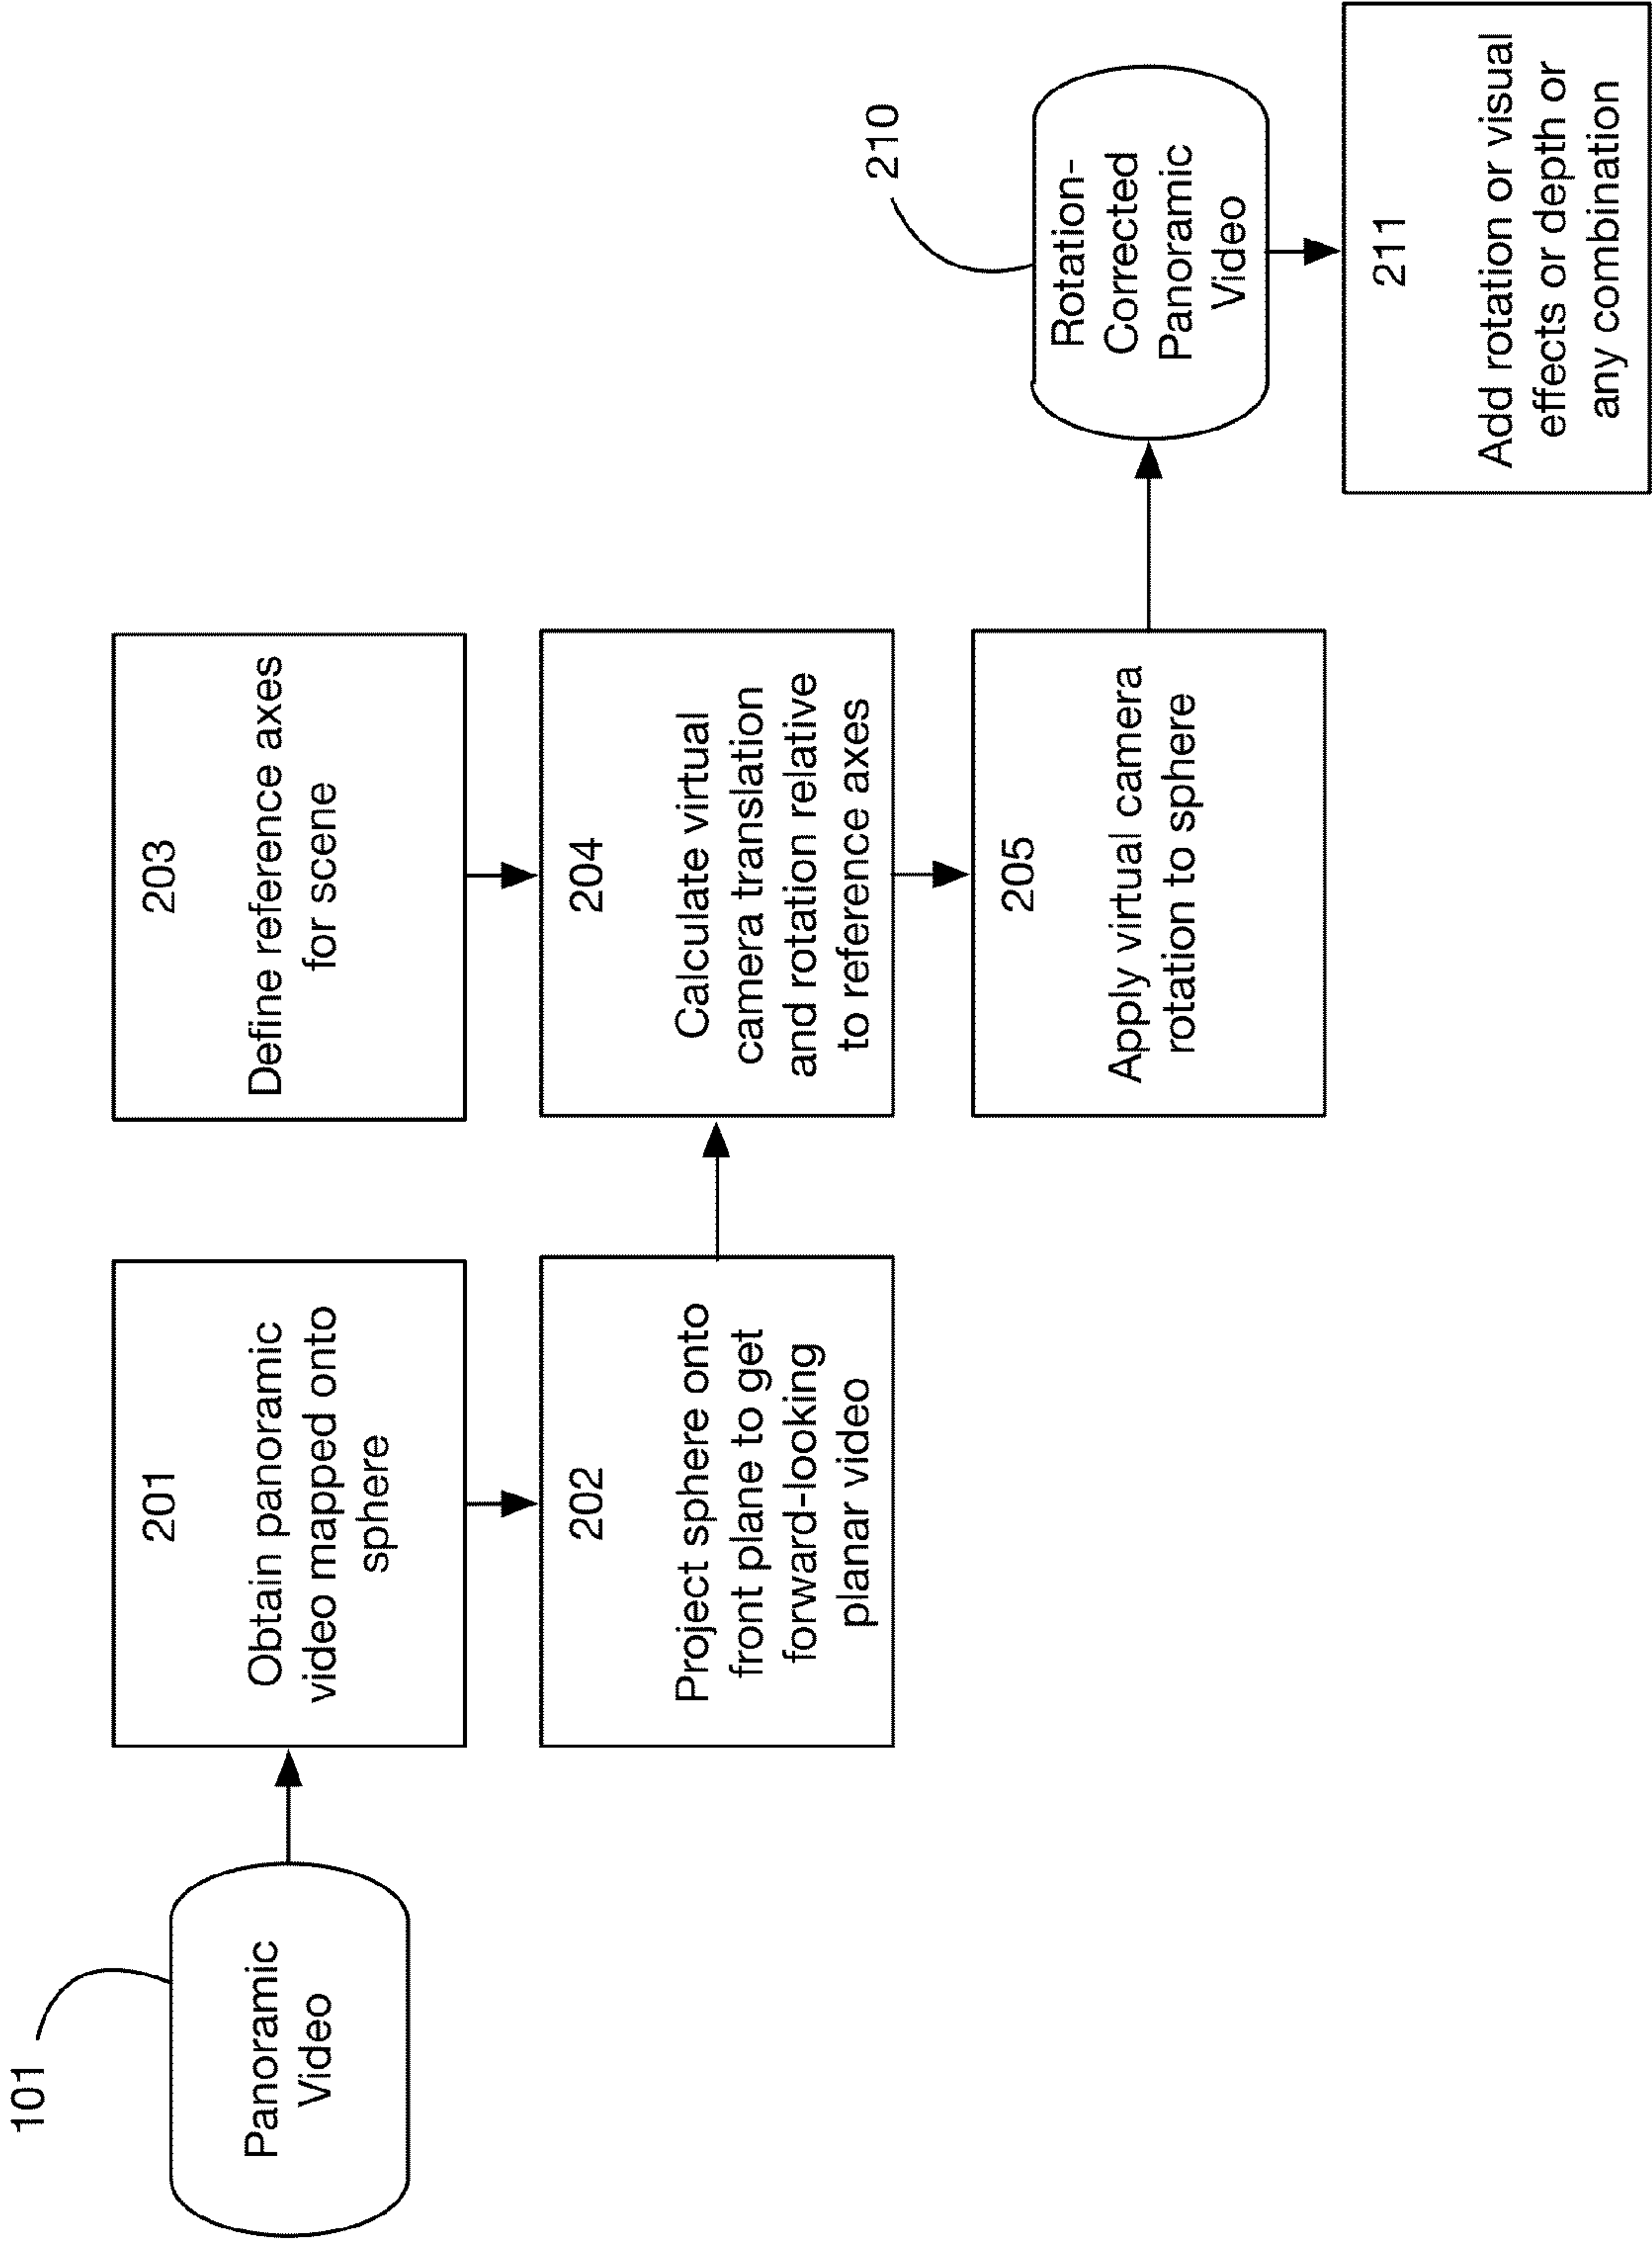 101
Panoramic
Video
201
Obtain panoramic
video mapped onto
sphere
202
Project sphere onto
front plane to get
forward-looking
planar video
203
Define reference axes
for scene
204
Calculate virtual
camera translation
and rotation relative
to reference axes
205
Apply virtual camera
rotation to sphere
210
Rotation-
Corrected
Panoramic
Video
211
Add rotation or visual
effects or depth or
any combination